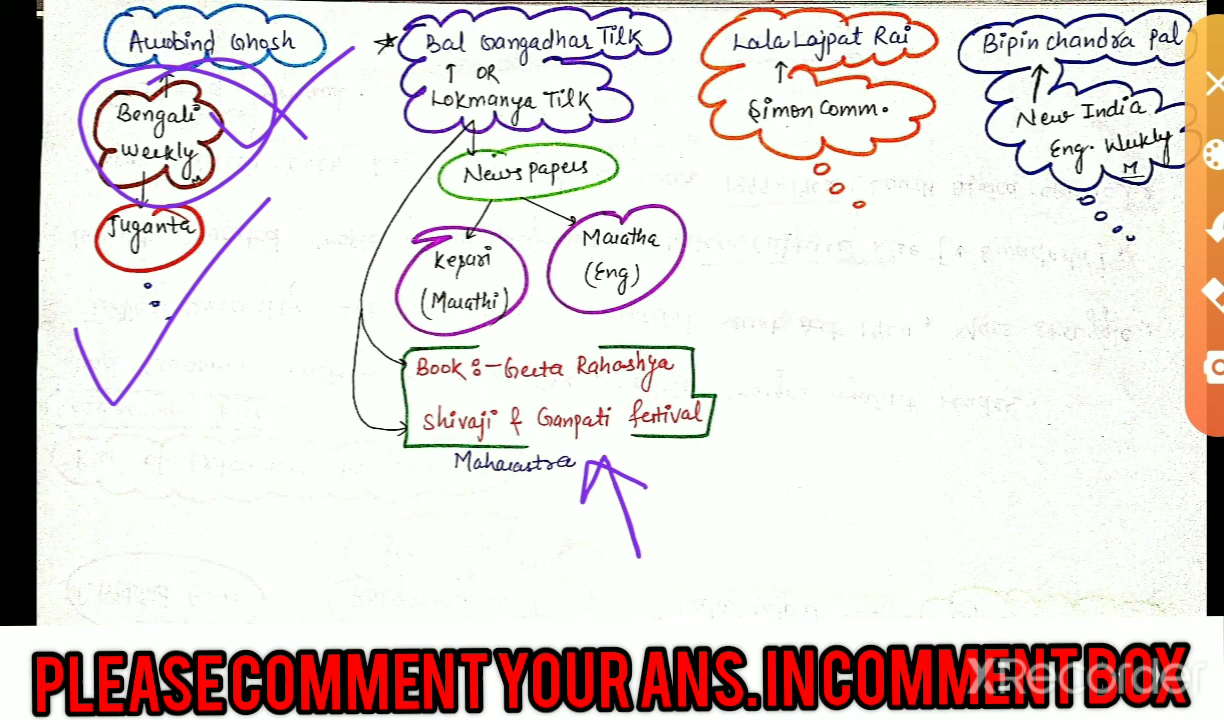 Aurobind Ghosh
Bengali
Weekly
Juganta
Bal Gangadhar Tilk
OR
Lokmanya Tilk
Newspapers
Kesari
(Marathi)
Maratha
(Eng)
Book :- Geeta Rahashya
Shivaji & Ganpati festival
Maharastra
Lala Lajpat Rai
Simon Comm.
Bipin chandra pal
New India
Eng. Weekly
M
PLEASE COMMENT YOUR ANS. IN COMMENT BOX
XRecorder